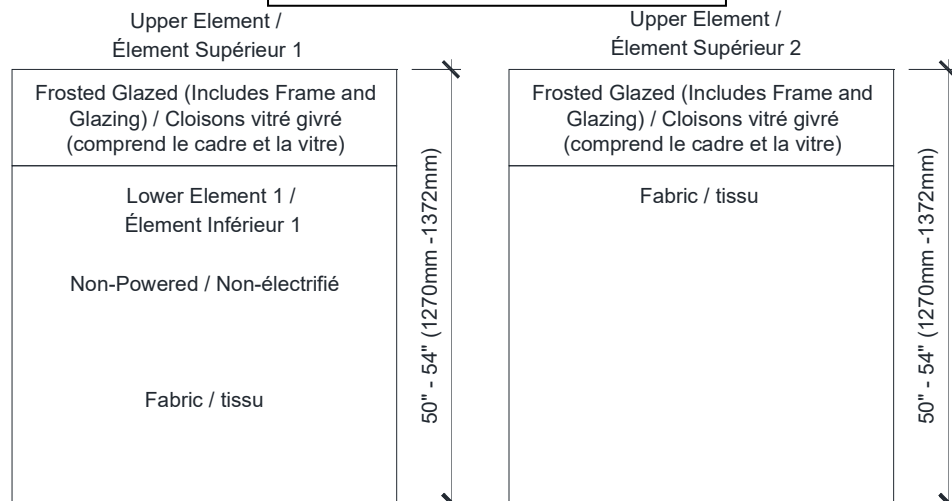 Upper Element /
Élement Supérieur 1
Frosted Glazed (Includes Frame and
Glazing) / Cloisons vitré givré
(comprend le cadre et la vitre)
Lower Element 1 /
Élement Inférieur 1
Non-Powered / Non-électrifié
Fabric / tissu
50" - 54" (1270mm -1372mm)
Upper Element /
Élement Supérieur 2
Frosted Glazed (Includes Frame and
Glazing) / Cloisons vitré givré
(comprend le cadre et la vitre)
Fabric / tissu
50" - 54" (1270mm -1372mm)